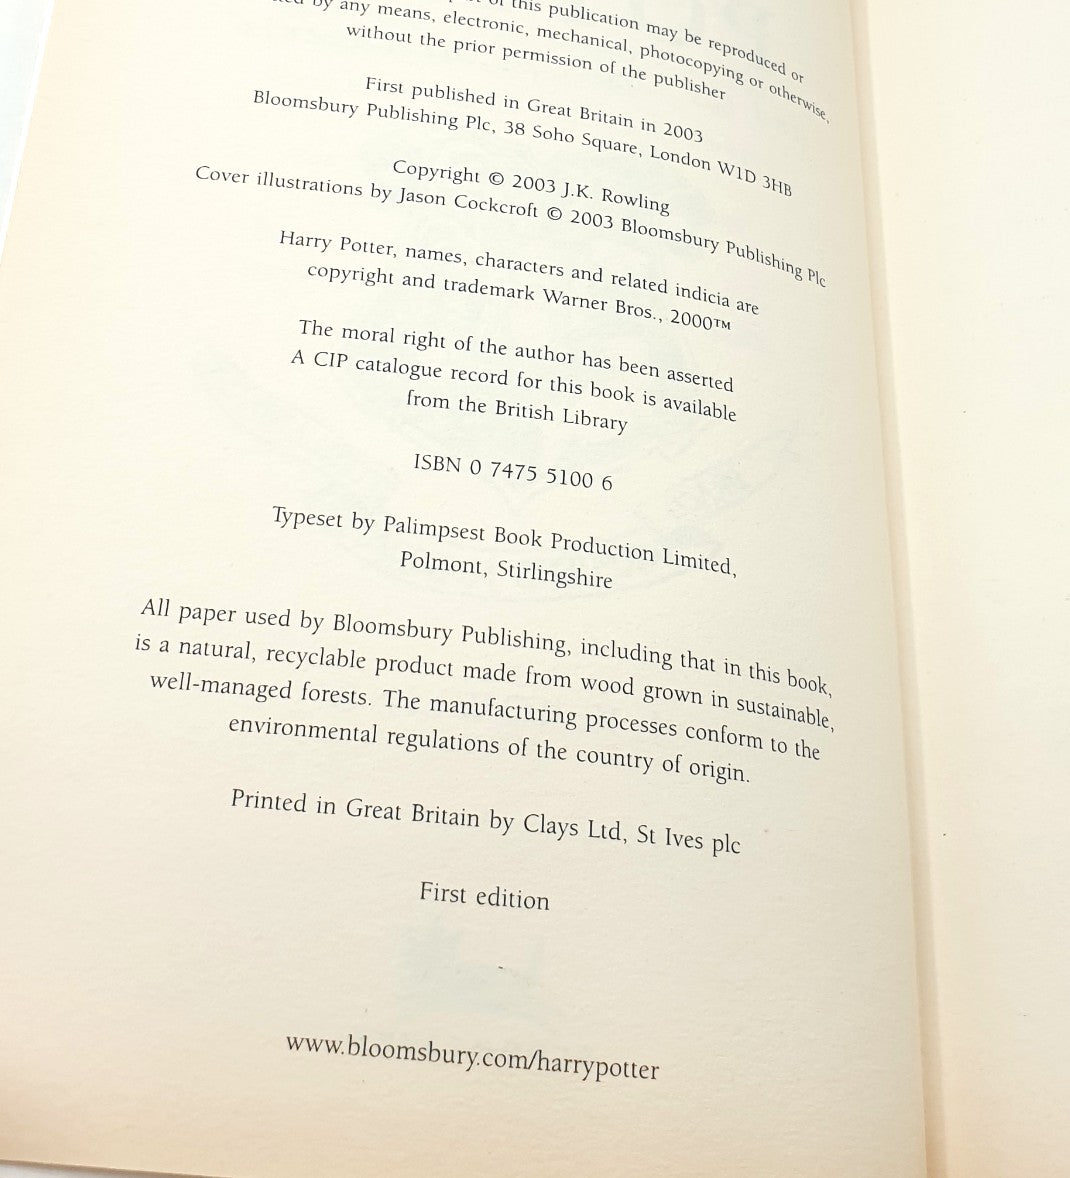 of this publication may be reproduced or
by any means, electronic, mechanical, photocopying or otherwise,
without the prior permission of the publisher
First published in Great Britain in 2003
Bloomsbury Publishing Plc, 38 Soho Square, London W1D 3HB
Copyright © 2003 J.K. Rowling
Cover illustrations by Jason Cockcroft © 2003 Bloomsbury Publishing Plc
Harry Potter, names, characters and related indicia are
copyright and trademark Warner Bros., 2000™
The moral right of the author has been asserted
A CIP catalogue record for this book is available
from the British Library
ISBN 0 7475 5100 6
Typeset by Palimpsest Book Production Limited,
Polmont, Stirlingshire
All paper used by Bloomsbury Publishing, including that in this book,
is a natural, recyclable product made from wood grown in sustainable,
well-managed forests. The manufacturing processes conform to the
environmental regulations of the country of origin.
Printed in Great Britain by Clays Ltd, St Ives plc
First edition
www.bloomsbury.com/harrypotter